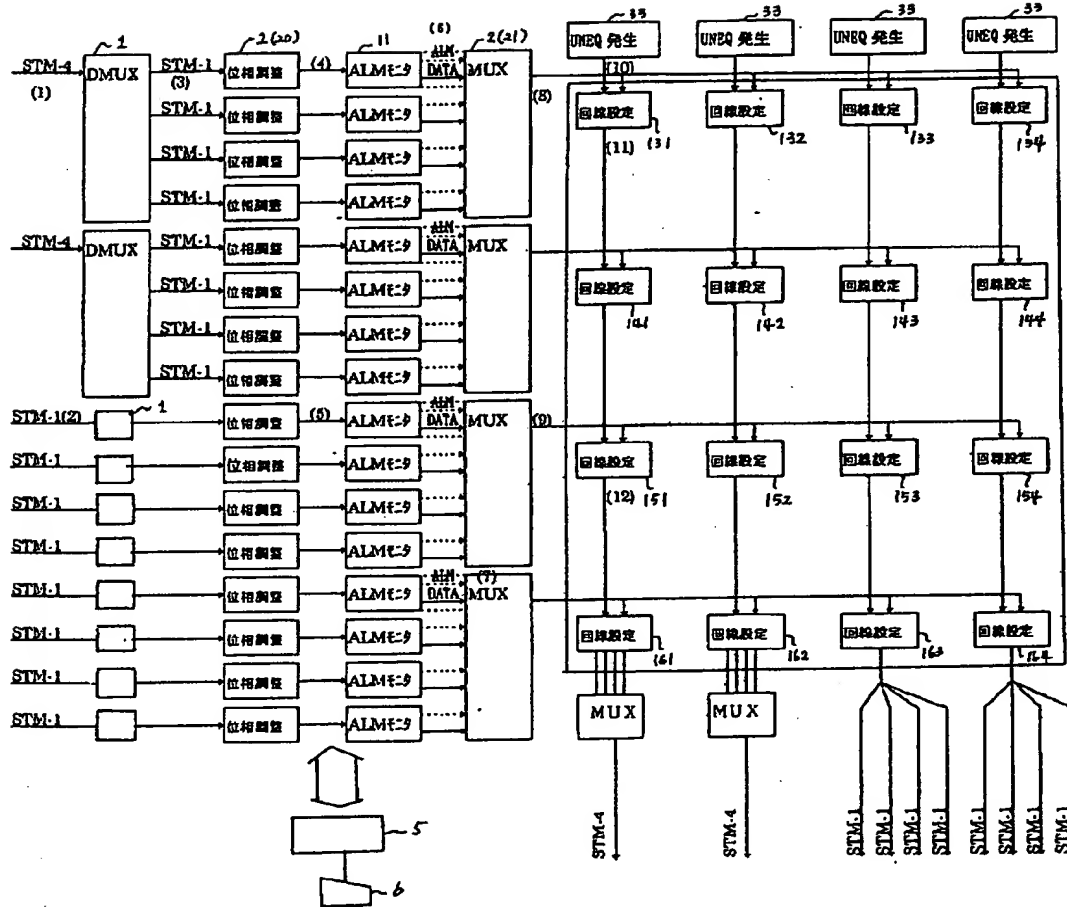 33 33 33 33
UNEQ 発生 UNEQ 発生 UNEQ 発生 UNEQ 発生
1 2(20) 11 (6) 2(21)
STM-4 DMUX STM-1 位相調整 (4) ALMモニタ ALM DATA MUX
(1) (3) (8) (10)
STM-1 位相調整 ALMモニタ 回線設定 回線設定 回線設定 回線設定
(11) 131 132 133 134
STM-1 位相調整 ALMモニタ
STM-1 位相調整 ALMモニタ
STM-4 DMUX STM-1 位相調整 ALMモニタ ALM DATA MUX
STM-1 位相調整 ALMモニタ 回線設定 回線設定 回線設定 回線設定
141 142 143 144
STM-1 位相調整 ALMモニタ
STM-1 位相調整 ALMモニタ
1
STM-1(2) 位相調整 (5) ALMモニタ ALM DATA MUX (9)
STM-1 位相調整 ALMモニタ 回線設定 回線設定 回線設定 回線設定
(12) 151 152 153 154
STM-1 位相調整 ALMモニタ
STM-1 位相調整 ALMモニタ
STM-1 位相調整 ALMモニタ ALM DATA (7) MUX
STM-1 位相調整 ALMモニタ 回線設定 回線設定 回線設定 回線設定
161 162 163 164
STM-1 位相調整 ALMモニタ
STM-1 位相調整 ALMモニタ
MUX MUX
5
6
STM-4 STM-4 STM-1 STM-1 STM-1 STM-1 STM-1 STM-1 STM-1 STM-1